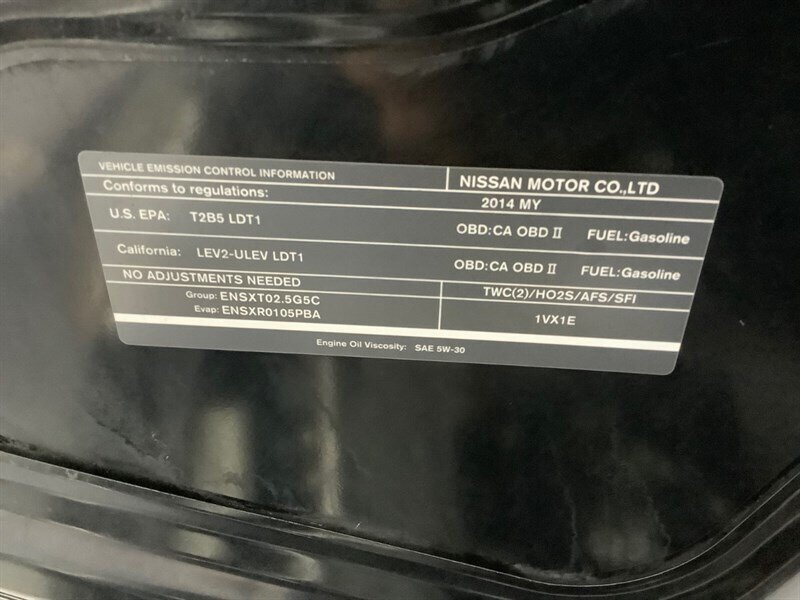 VEHICLE EMISSION CONTROL INFORMATION
NISSAN MOTOR CO.,LTD
Conforms to regulations:
2014 MY
U.S. EPA: T2B5 LDT1
OBD:CA OBD II FUEL:Gasoline
California: LEV2-ULEV LDT1
OBD:CA OBD II FUEL:Gasoline
NO ADJUSTMENTS NEEDED
TWC(2)/HO2S/AFS/SFI
Group: ENSXT02.5G5C
Evap: ENSXR0105PBA
1VX1E
Engine Oil Viscosity: SAE 5W-30